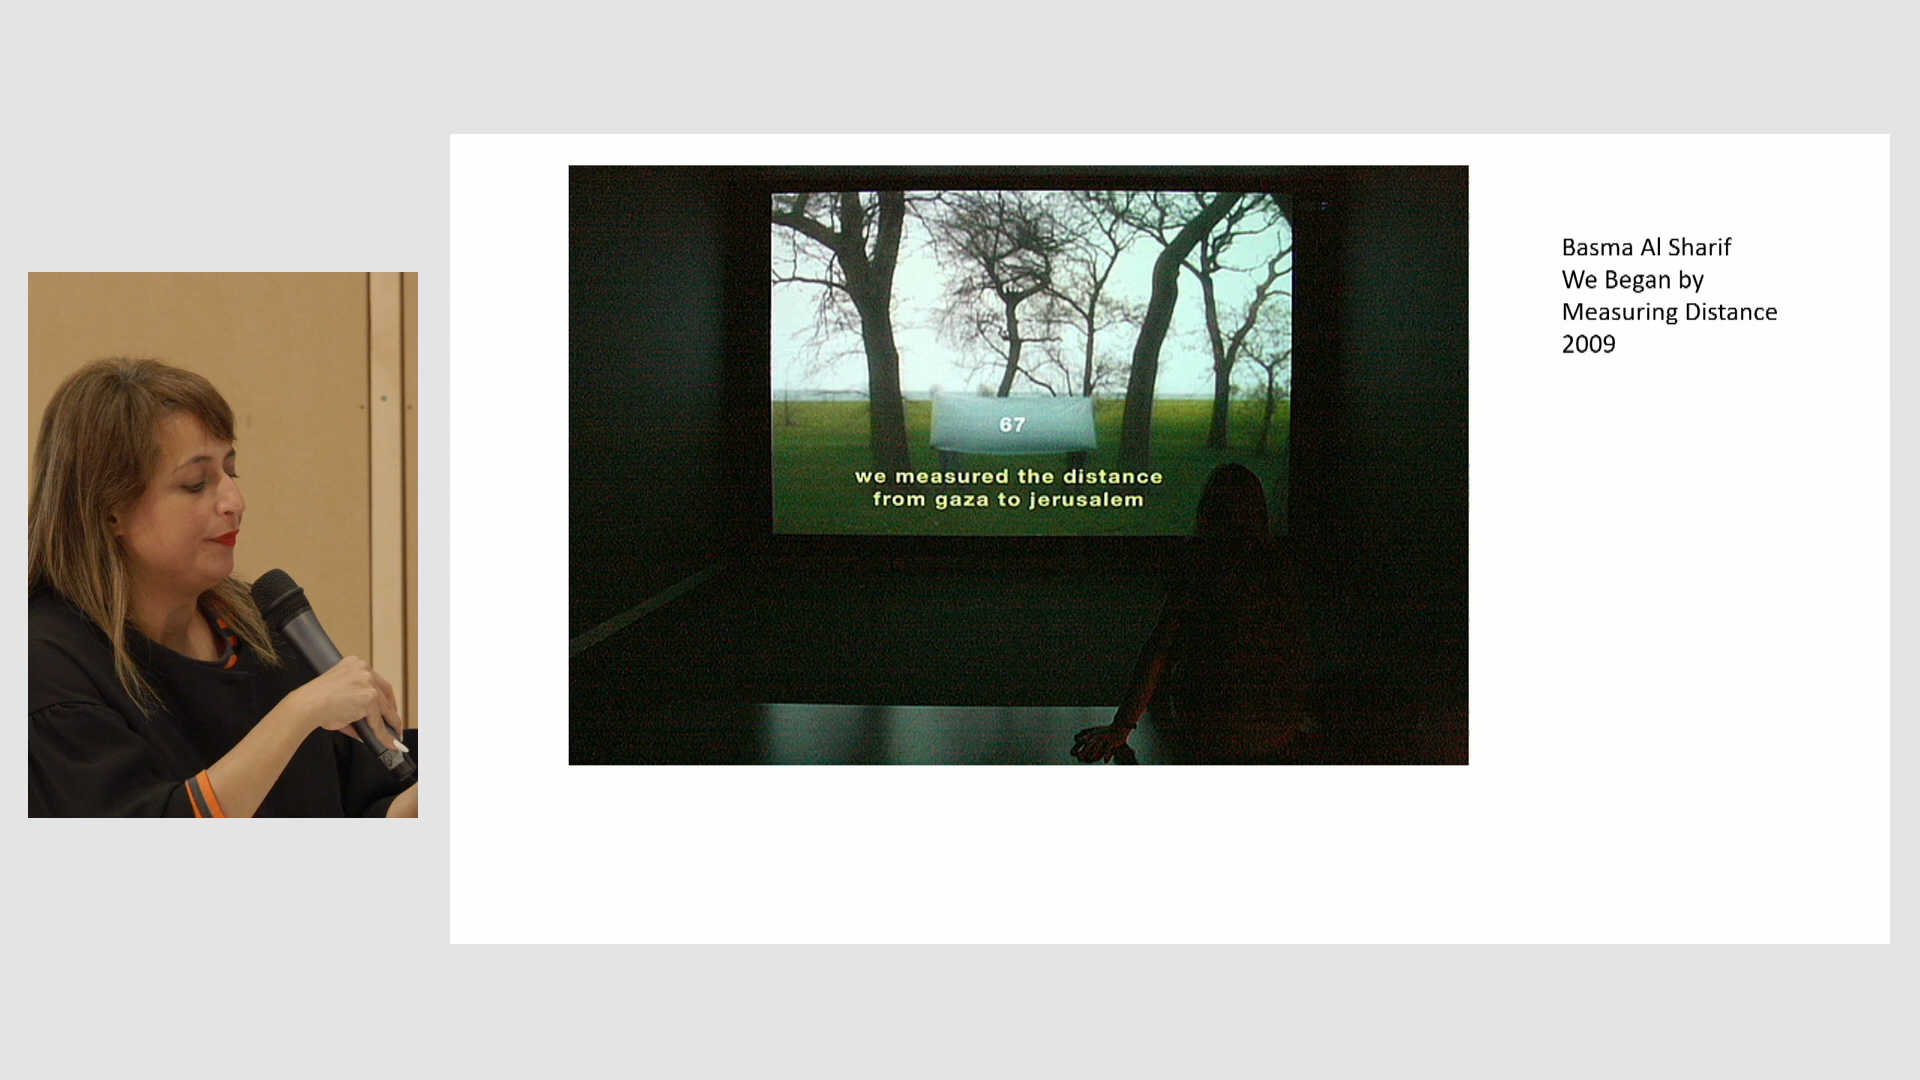 67
we measured the distance
from gaza to jerusalem
Basma Al Sharif
We Began by
Measuring Distance
2009